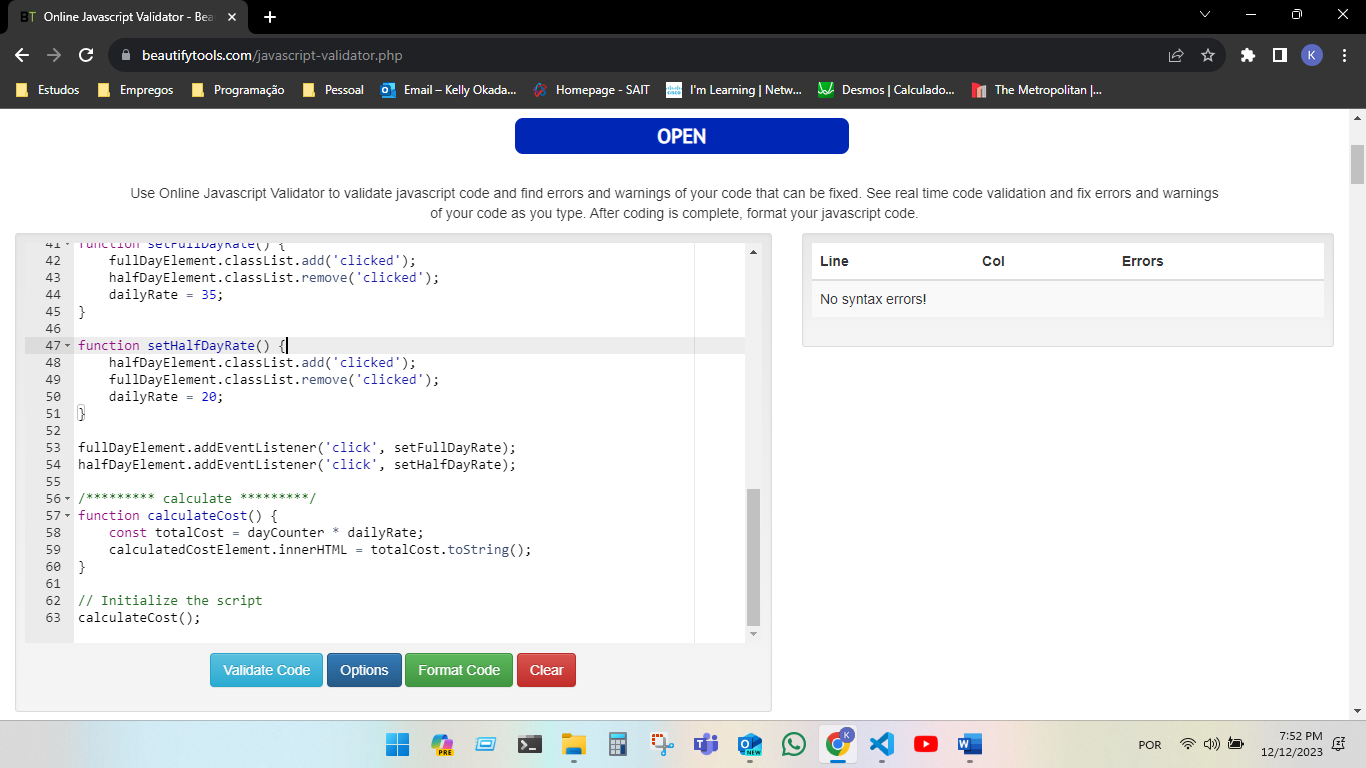 BT Online Javascript Validator - Bea
beautifytools.com/javascript-validator.php
K
Estudos
Empregos
Programação
Pessoal
Email – Kelly Okada...
Homepage - SAIT
I'm Learning | Netw...
Desmos | Calculado...
The Metropolitan |...
OPEN
Use Online Javascript Validator to validate javascript code and find errors and warnings of your code that can be fixed. See real time code validation and fix errors and warnings
of your code as you type. After coding is complete, format your javascript code.
41 function setFullDayRate() {
42 fullDayElement.classList.add('clicked');
43 halfDayElement.classList.remove('clicked');
44 dailyRate = 35;
45 }
46
47 function setHalfDayRate() {
48 halfDayElement.classList.add('clicked');
49 fullDayElement.classList.remove('clicked');
50 dailyRate = 20;
51 }
52
53 fullDayElement.addEventListener('click', setFullDayRate);
54 halfDayElement.addEventListener('click', setHalfDayRate);
55
56 /********* calculate *********/
57 function calculateCost() {
58 const totalCost = dayCounter * dailyRate;
59 calculatedCostElement.innerHTML = totalCost.toString();
60 }
61
62 // Initialize the script
63 calculateCost();
Line Col Errors
No syntax errors!
Validate Code
Options
Format Code
Clear
PRE
NEW
K
POR
7:52 PM
12/12/2023